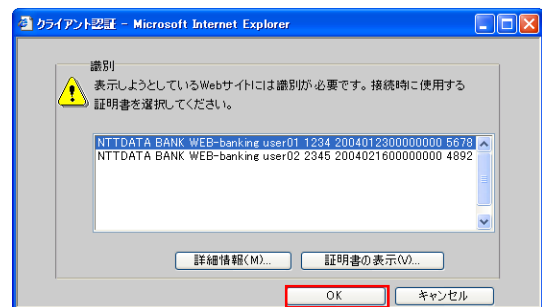 クライアント認証 - Microsoft Internet Explorer
識別
表示しようとしているWebサイトには識別が必要です。接続時に使用する
証明書を選択してください。
NTTDATA BANK WEB-banking user01 1234 2004012300000000 5678
NTTDATA BANK WEB-banking user02 2345 2004021600000000 4892
詳細情報(M)... 証明書の表示(V)...
OK キャンセル